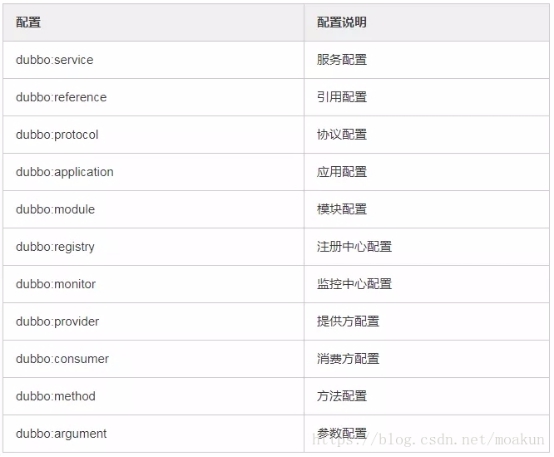 配置 配置说明
dubbo:service 服务配置
dubbo:reference 引用配置
dubbo:protocol 协议配置
dubbo:application 应用配置
dubbo:module 模块配置
dubbo:registry 注册中心配置
dubbo:monitor 监控中心配置
dubbo:provider 提供方配置
dubbo:consumer 消费方配置
dubbo:method 方法配置
dubbo:argument 参数配置
https://blog.csdn.net/moakun